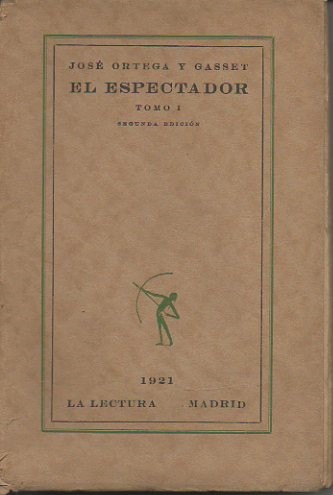 JOSÉ ORTEGA Y GASSET
EL ESPECTADOR
TOMO I
SEGUNDA EDICIÓN
1921
LA LECTURA MADRID